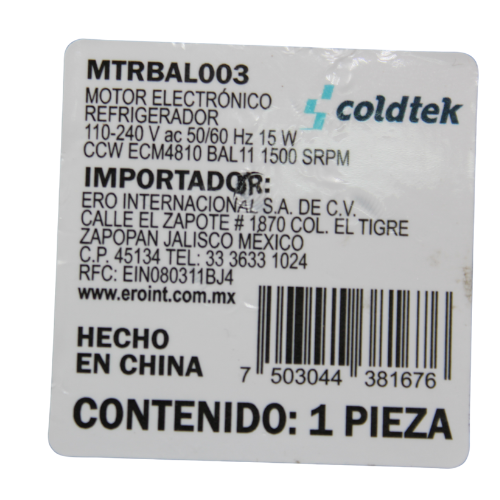 MTRBAL003
coldtek
MOTOR ELECTRÓNICO
REFRIGERADOR
110-240 V ac 50/60 Hz 15 W
CCW ECM4810 BAL11 1500 SRPM
IMPORTADOR:
ERO INTERNACIONAL S.A. DE C.V.
CALLE EL ZAPOTE # 1870 COL. EL TIGRE
ZAPOPAN JALISCO MÉXICO
C.P. 45134 TEL: 33 3633 1024
RFC: EIN080311BJ4
www.eroint.com.mx
HECHO
EN CHINA
7 503044 381676
CONTENIDO: 1 PIEZA